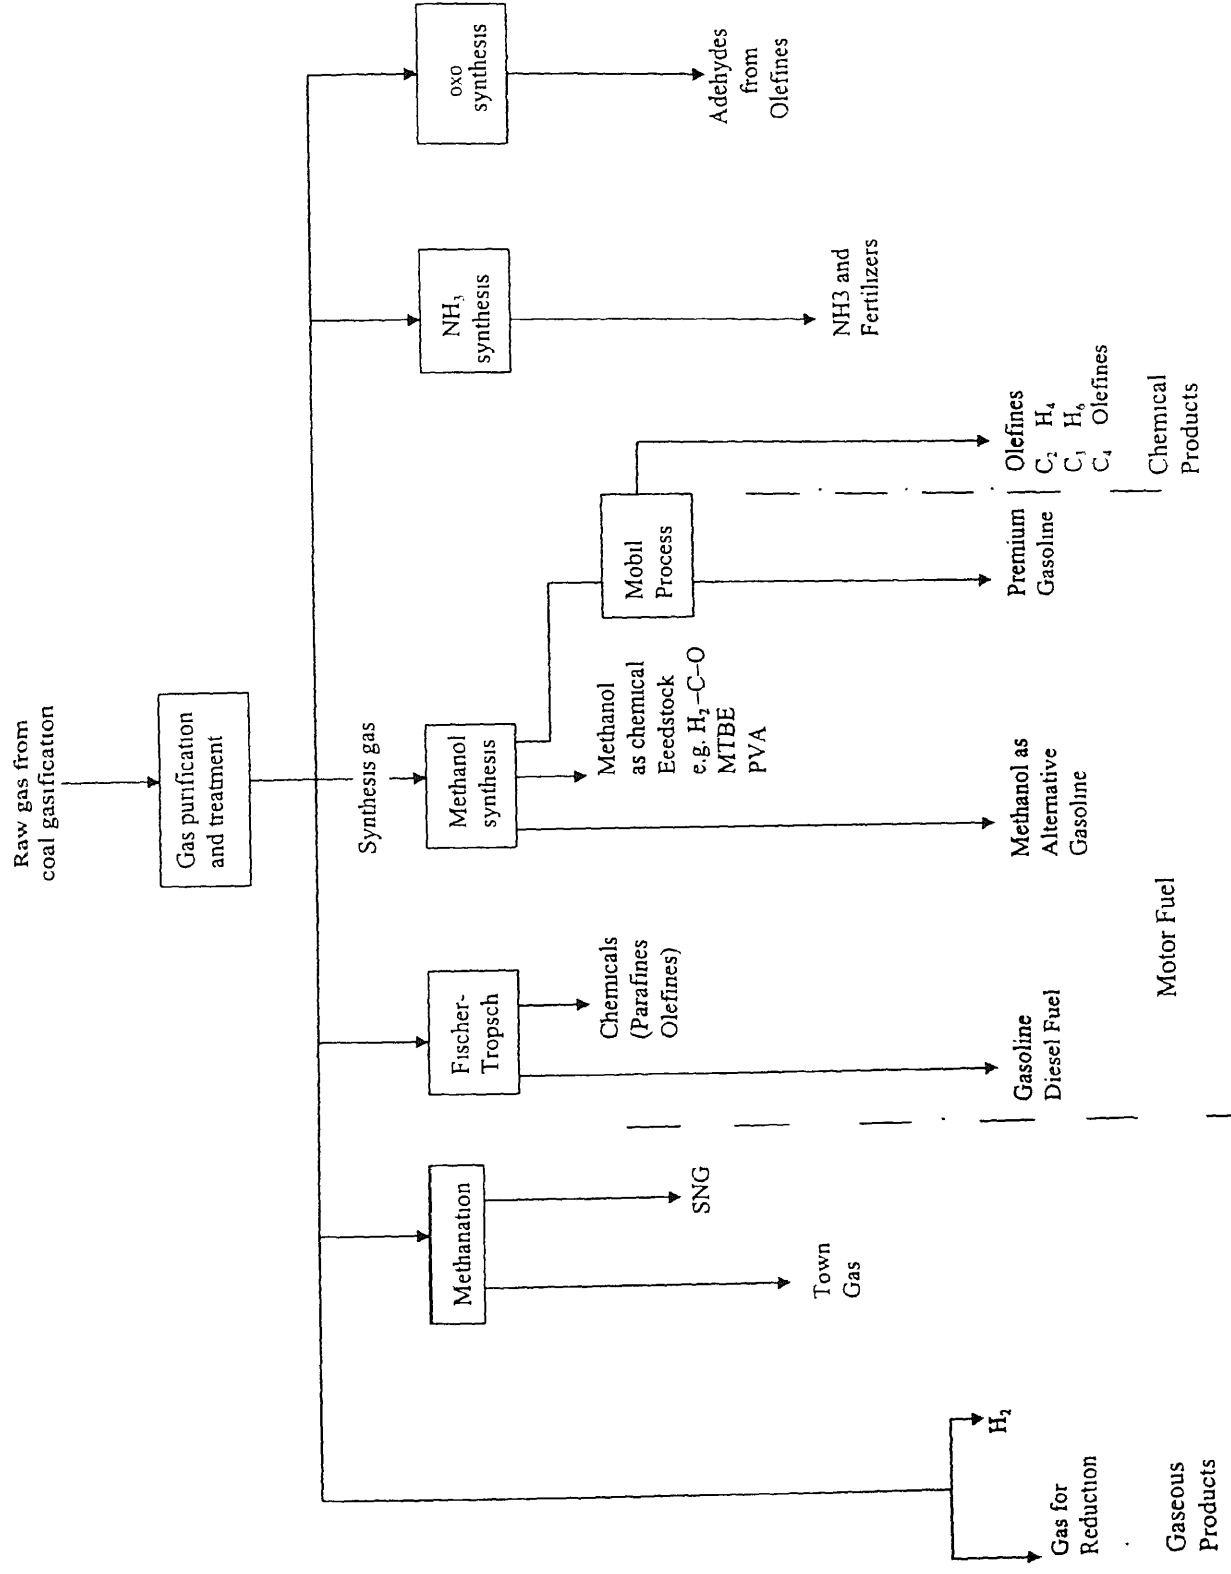 Raw gas from
coal gasification
Gas purification
and treatment
Synthesis gas
Methanation
Fischer-
Tropsch
Methanol
synthesis
NH₃
synthesis
oxo
synthesis
Mobil
Process
Gas for
Reduction
H₂
Town
Gas
SNG
Gasoline
Diesel Fuel
Chemicals
(Parafines
Olefines)
Methanol as
Alternative
Gasoline
Methanol
as chemical
Eeedstock
e.g. H₂–C–O
MTBE
PVA
Premium
Gasoline
Olefines
C₂ H₄
C₃ H₆
C₄ Olefines
NH3 and
Fertilizers
Adehydes
from
Olefines
Gaseous
Products
Motor Fuel
Chemical
Products